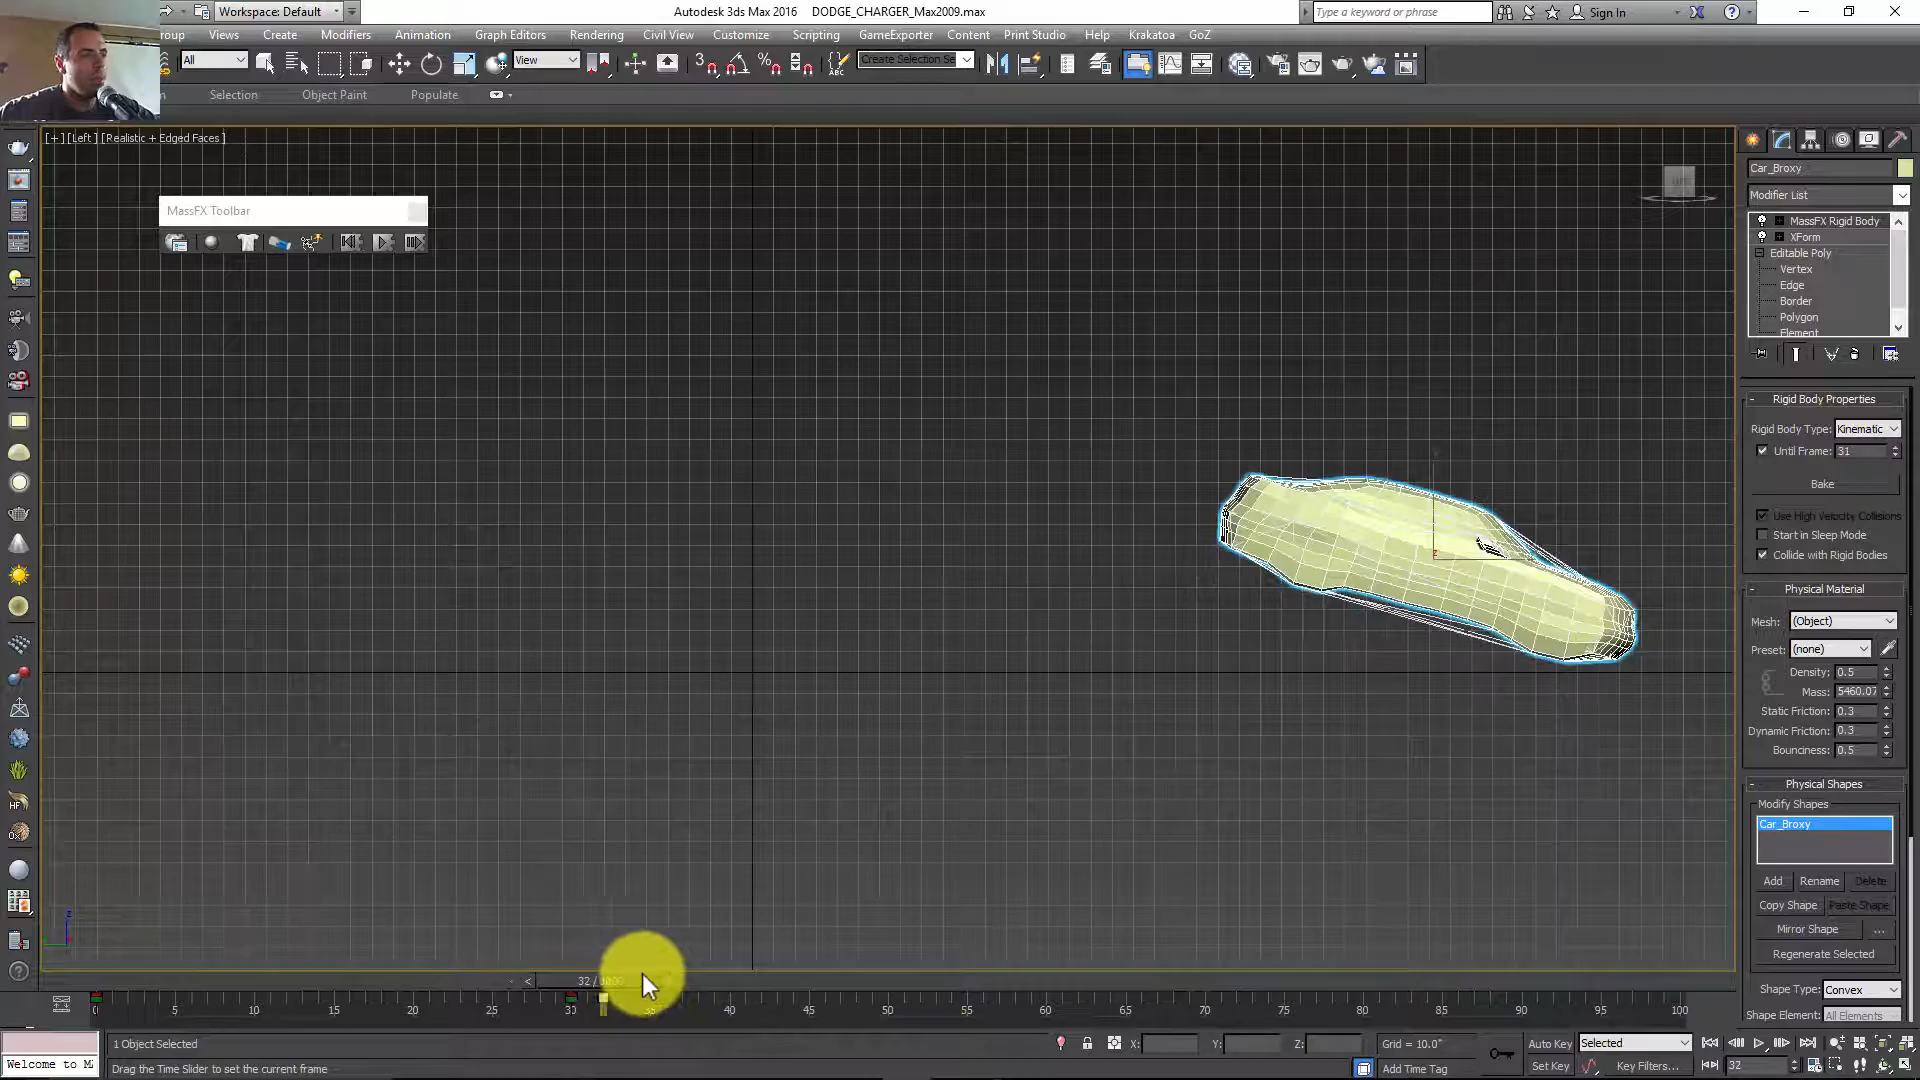 Workspace: Default
Autodesk 3ds Max 2016 DODGE_CHARGER_Max2009.max
Type a keyword or phrase
Sign In
roup Views Create Modifiers Animation Graph Editors Rendering Civil View Customize Scripting GameExporter Content Print Studio Help Krakatoa GoZ
All
View
3
Create Selection Se
ABC
Selection Object Paint Populate
[+] [Left] [Realistic + Edged Faces]
MassFX Toolbar
Car_Broxy
Modifier List
MassFX Rigid Body
XForm
Editable Poly
Vertex
Edge
Border
Polygon
Element
Rigid Body Properties
Rigid Body Type: Kinematic
Until Frame: 31
Bake
Use High Velocity Collisions
Start in Sleep Mode
Collide with Rigid Bodies
Physical Material
Mesh: (Object)
Preset: (none)
Density: 0.5
Mass: 5460.07
Static Friction: 0.3
Dynamic Friction: 0.3
Bounciness: 0.5
Physical Shapes
Modify Shapes
Car_Broxy
Add Rename Delete
Copy Shape Paste Shape
Mirror Shape ...
Regenerate Selected
Shape Type: Convex
Shape Element: All Elements
HF
z
z
< 32 / 100
0 5 10 15 20 25 30 35 40 45 50 55 60 65 70 75 80 85 90 95 100
1 Object Selected
X: Y: Z: Grid = 10.0"
Auto Key Selected
Welcome to M
Drag the Time Slider to set the current frame
Add Time Tag
Set Key Key Filters... 32